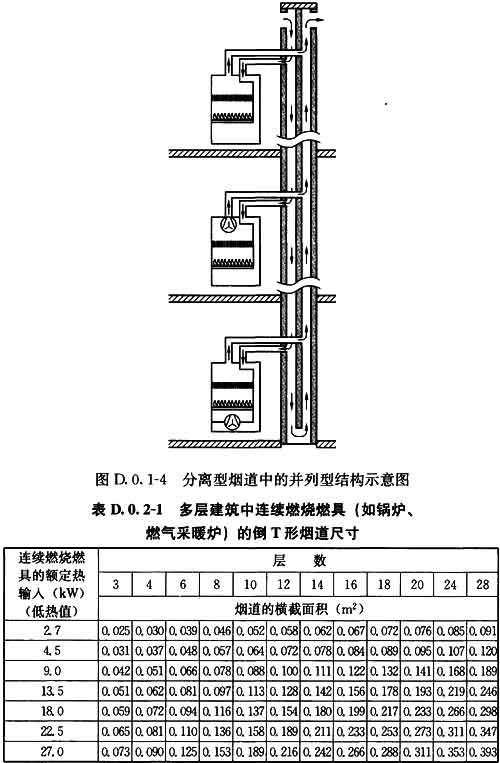 图 D.0.1-4 分离型烟道中的并列型结构示意图
表 D.0.2-1 多层建筑中连续燃烧燃具（如锅炉、
燃气采暖炉）的倒 T 形烟道尺寸
连续燃烧燃具的额定热输入（kW）（低热值） 层 数
3 4 6 8 10 12 14 16 18 20 24 28
烟道的横截面积（m²）
2.7 0.025 0.030 0.039 0.046 0.052 0.058 0.062 0.067 0.072 0.076 0.085 0.091
4.5 0.031 0.037 0.048 0.057 0.064 0.072 0.078 0.084 0.089 0.095 0.107 0.120
9.0 0.042 0.051 0.066 0.078 0.088 0.100 0.111 0.122 0.132 0.141 0.168 0.189
13.5 0.051 0.062 0.081 0.097 0.113 0.128 0.142 0.156 0.178 0.193 0.219 0.246
18.0 0.059 0.072 0.094 0.116 0.137 0.154 0.180 0.199 0.217 0.233 0.266 0.298
22.5 0.065 0.081 0.110 0.136 0.158 0.189 0.211 0.233 0.253 0.273 0.311 0.347
27.0 0.073 0.090 0.125 0.153 0.189 0.216 0.242 0.266 0.288 0.311 0.353 0.393